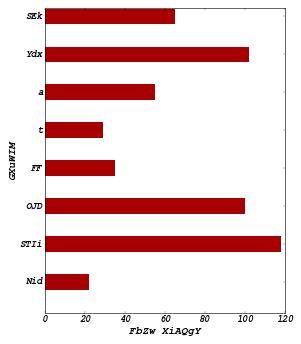 SEk
Ydx
a
t
FF
OJD
STIi
Nid
GXuWIM
0 20 40 60 80 100 120
FbZw XiAQgY